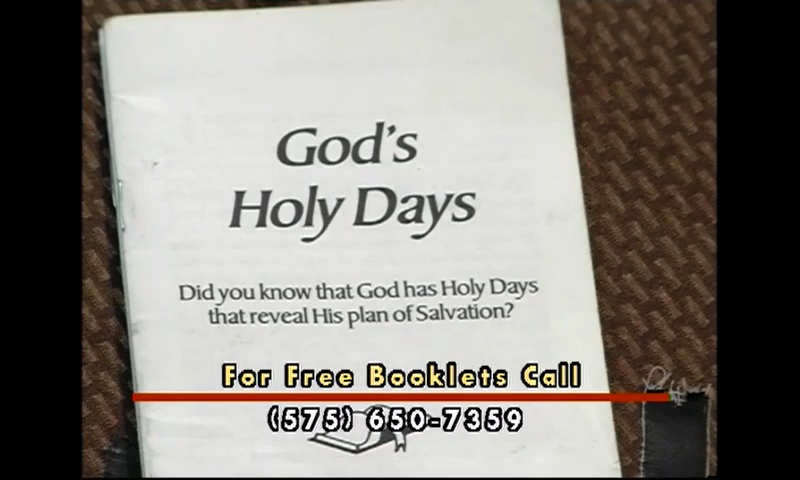 God's
Holy Days
Did you know that God has Holy Days
that reveal His plan of Salvation?
For Free Booklets Call
(575) 650-7359